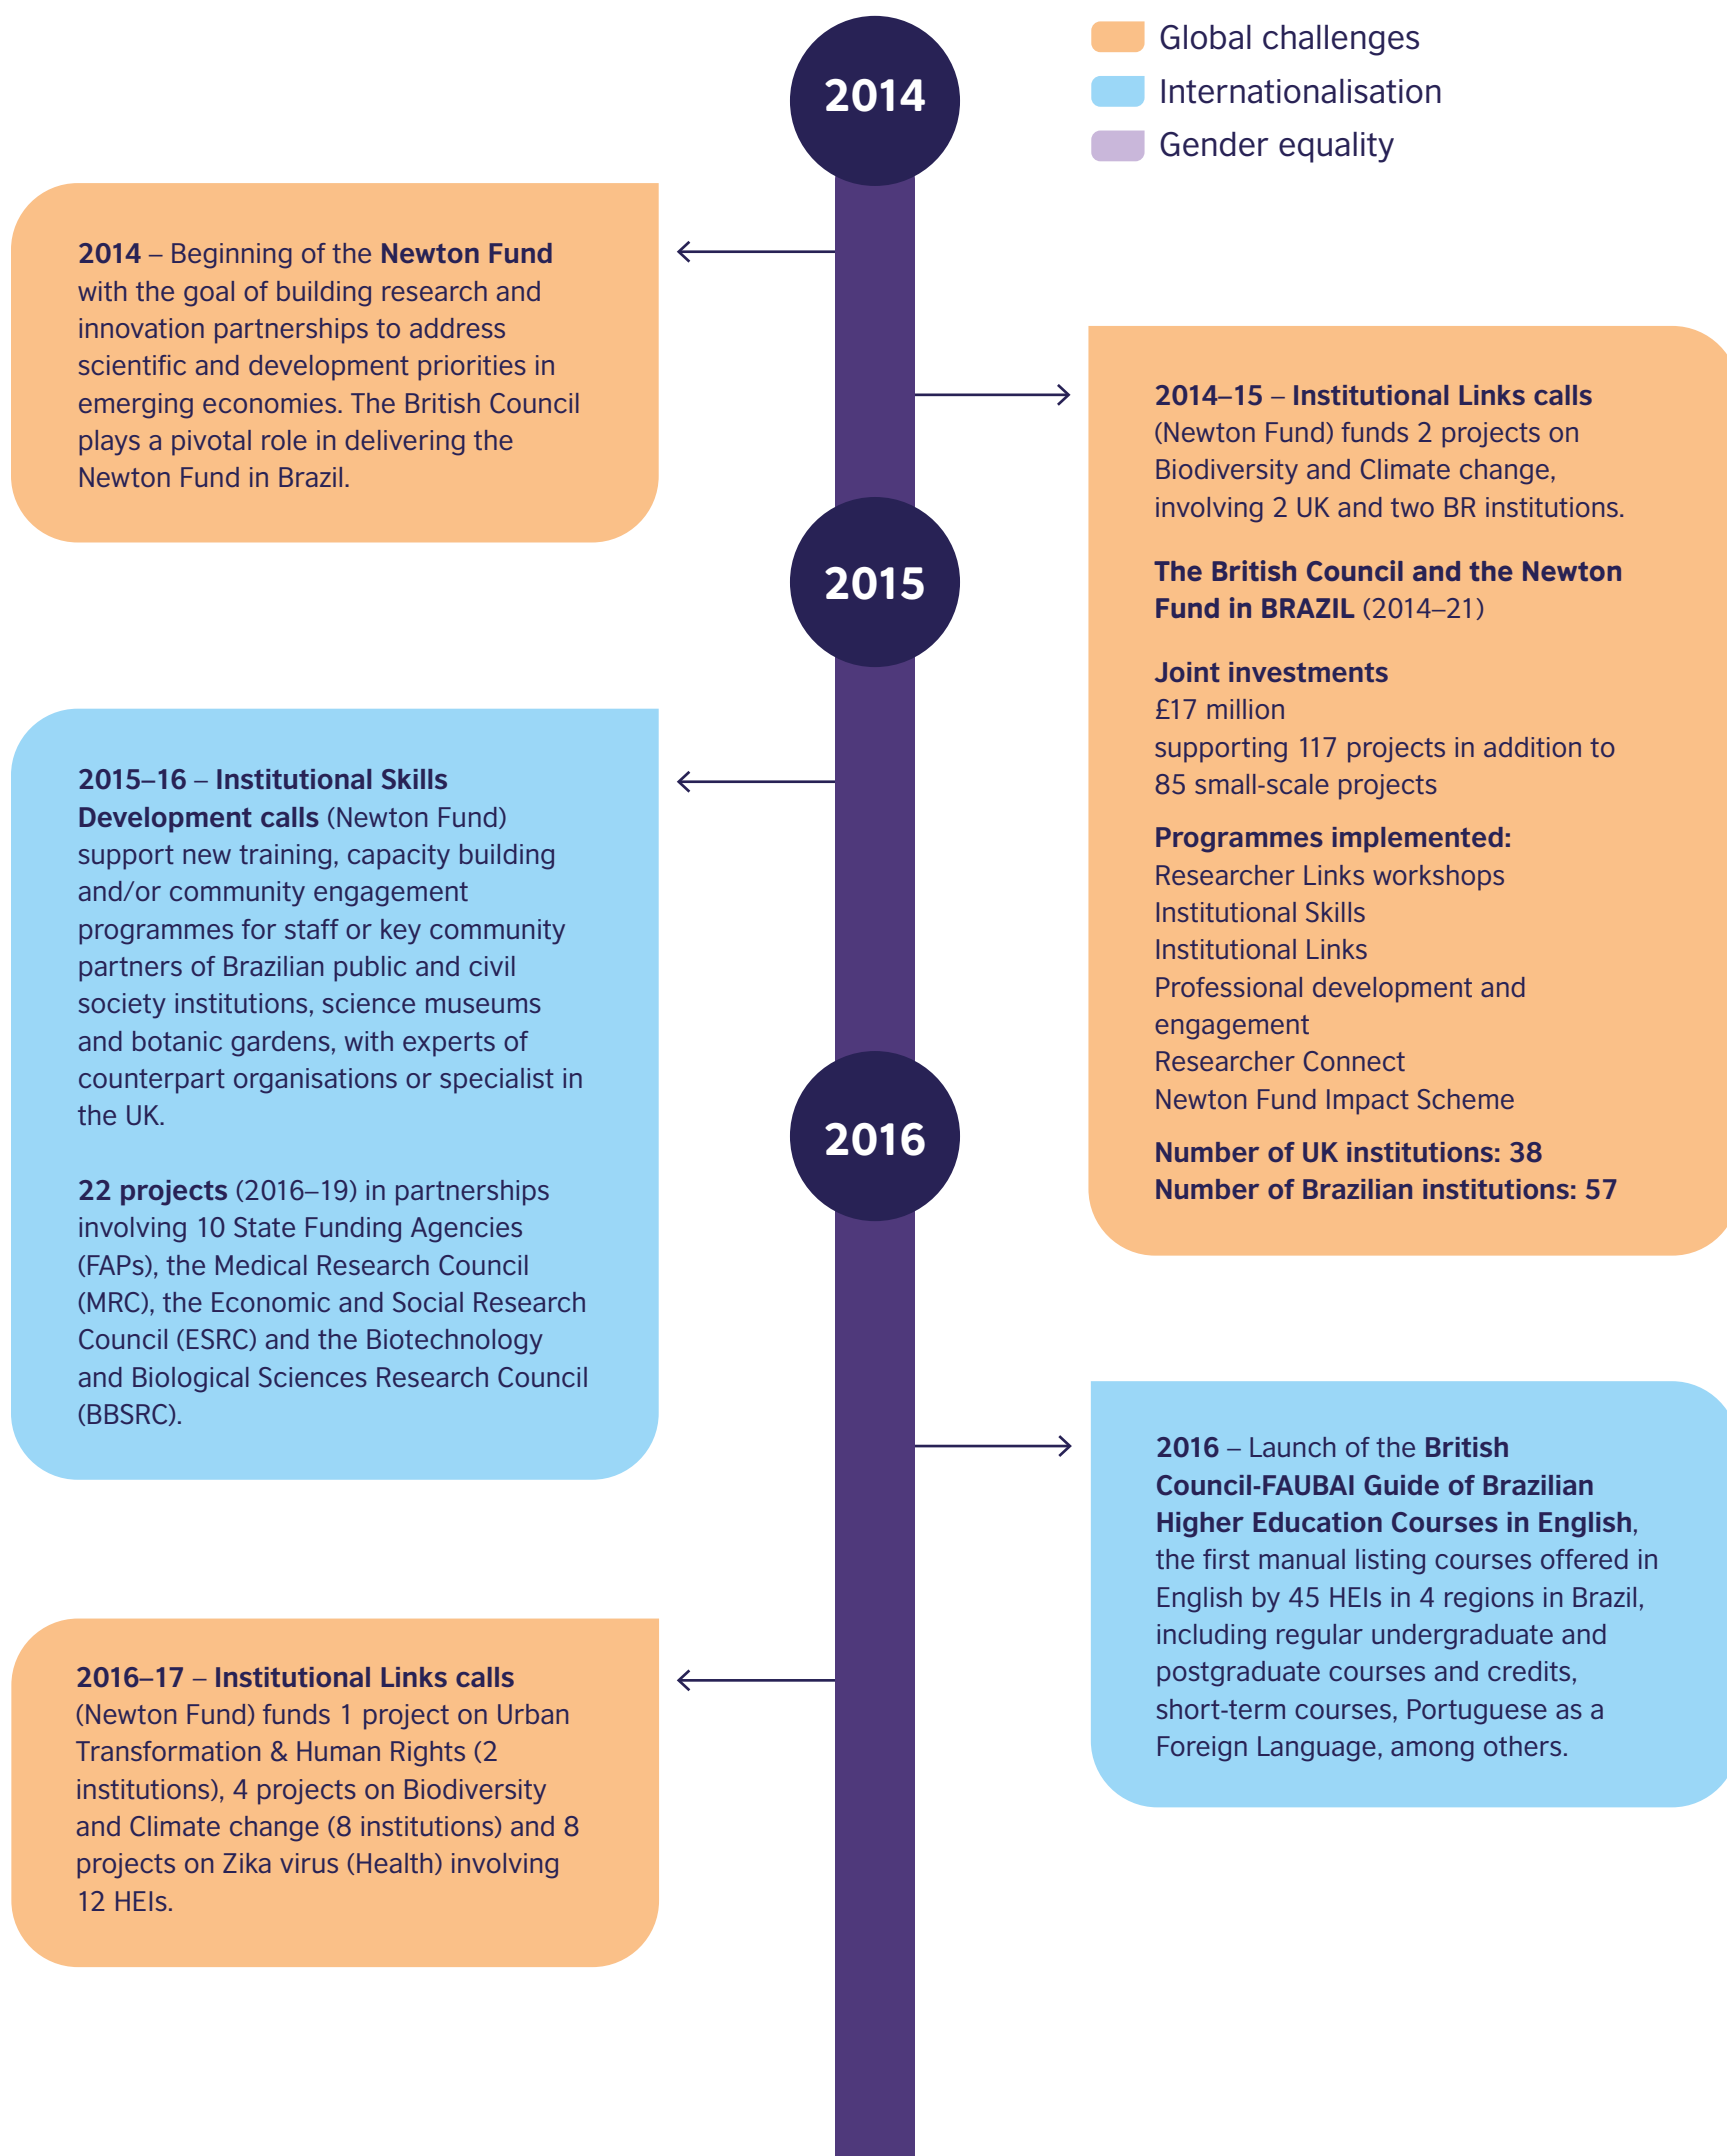 2014
Global challenges
Internationalisation
Gender equality
2014 – Beginning of the Newton Fund
with the goal of building research and
innovation partnerships to address
scientific and development priorities in
emerging economies. The British Council
plays a pivotal role in delivering the
Newton Fund in Brazil.
2014–15 – Institutional Links calls
(Newton Fund) funds 2 projects on
Biodiversity and Climate change,
involving 2 UK and two BR institutions.
The British Council and the Newton
Fund in BRAZIL (2014–21)
Joint investments
£17 million
supporting 117 projects in addition to
85 small-scale projects
Programmes implemented:
Researcher Links workshops
Institutional Skills
Institutional Links
Professional development and
engagement
Researcher Connect
Newton Fund Impact Scheme
Number of UK institutions: 38
Number of Brazilian institutions: 57
2015
2015–16 – Institutional Skills
Development calls (Newton Fund)
support new training, capacity building
and/or community engagement
programmes for staff or key community
partners of Brazilian public and civil
society institutions, science museums
and botanic gardens, with experts of
counterpart organisations or specialist in
the UK.
22 projects (2016–19) in partnerships
involving 10 State Funding Agencies
(FAPs), the Medical Research Council
(MRC), the Economic and Social Research
Council (ESRC) and the Biotechnology
and Biological Sciences Research Council
(BBSRC).
2016
2016 – Launch of the British
Council-FAUBAI Guide of Brazilian
Higher Education Courses in English,
the first manual listing courses offered in
English by 45 HEIs in 4 regions in Brazil,
including regular undergraduate and
postgraduate courses and credits,
short-term courses, Portuguese as a
Foreign Language, among others.
2016–17 – Institutional Links calls
(Newton Fund) funds 1 project on Urban
Transformation & Human Rights (2
institutions), 4 projects on Biodiversity
and Climate change (8 institutions) and 8
projects on Zika virus (Health) involving
12 HEIs.